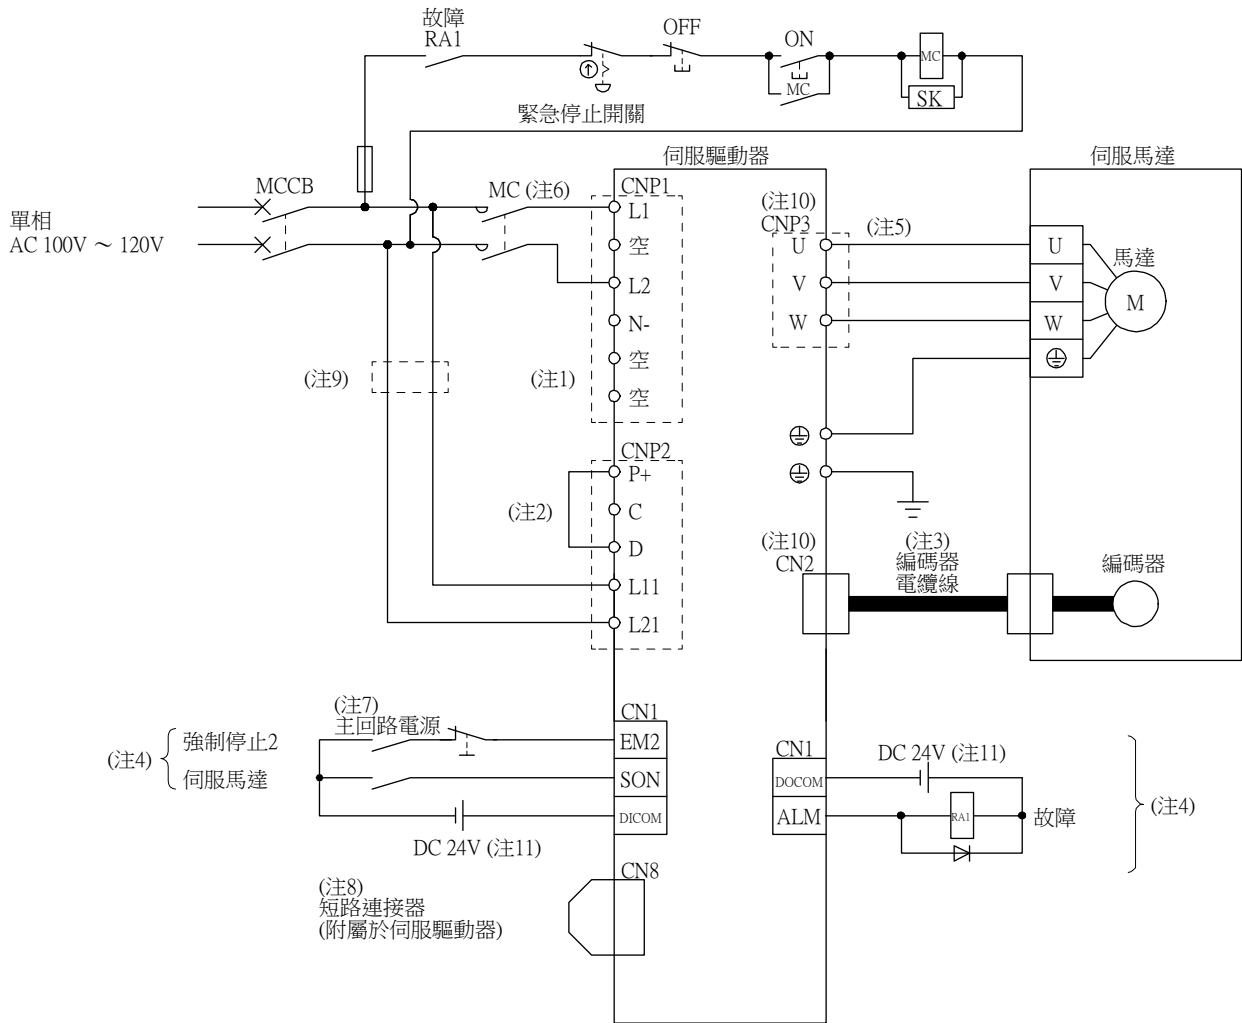 故障
RA1
OFF
ON
MC
MC
SK
緊急停止開關
伺服驅動器
伺服馬達
MCCB
MC (注6)
CNP1
(注10)
CNP3
(注5)
單相
AC 100V ～ 120V
L1
空
L2
N-
空
空
U
V
W
U
V
W
馬達
M
(注9)
(注1)
CNP2
P+
C
D
L11
L21
(注2)
(注10)
CN2
(注3)
編碼器
電纜線
編碼器
(注7)
主回路電源
CN1
(注4)
強制停止2
伺服馬達
EM2
SON
DICOM
DC 24V (注11)
CN1
DOCOM
ALM
DC 24V (注11)
RA1
故障
(注4)
CN8
(注8)
短路連接器
(附屬於伺服驅動器)